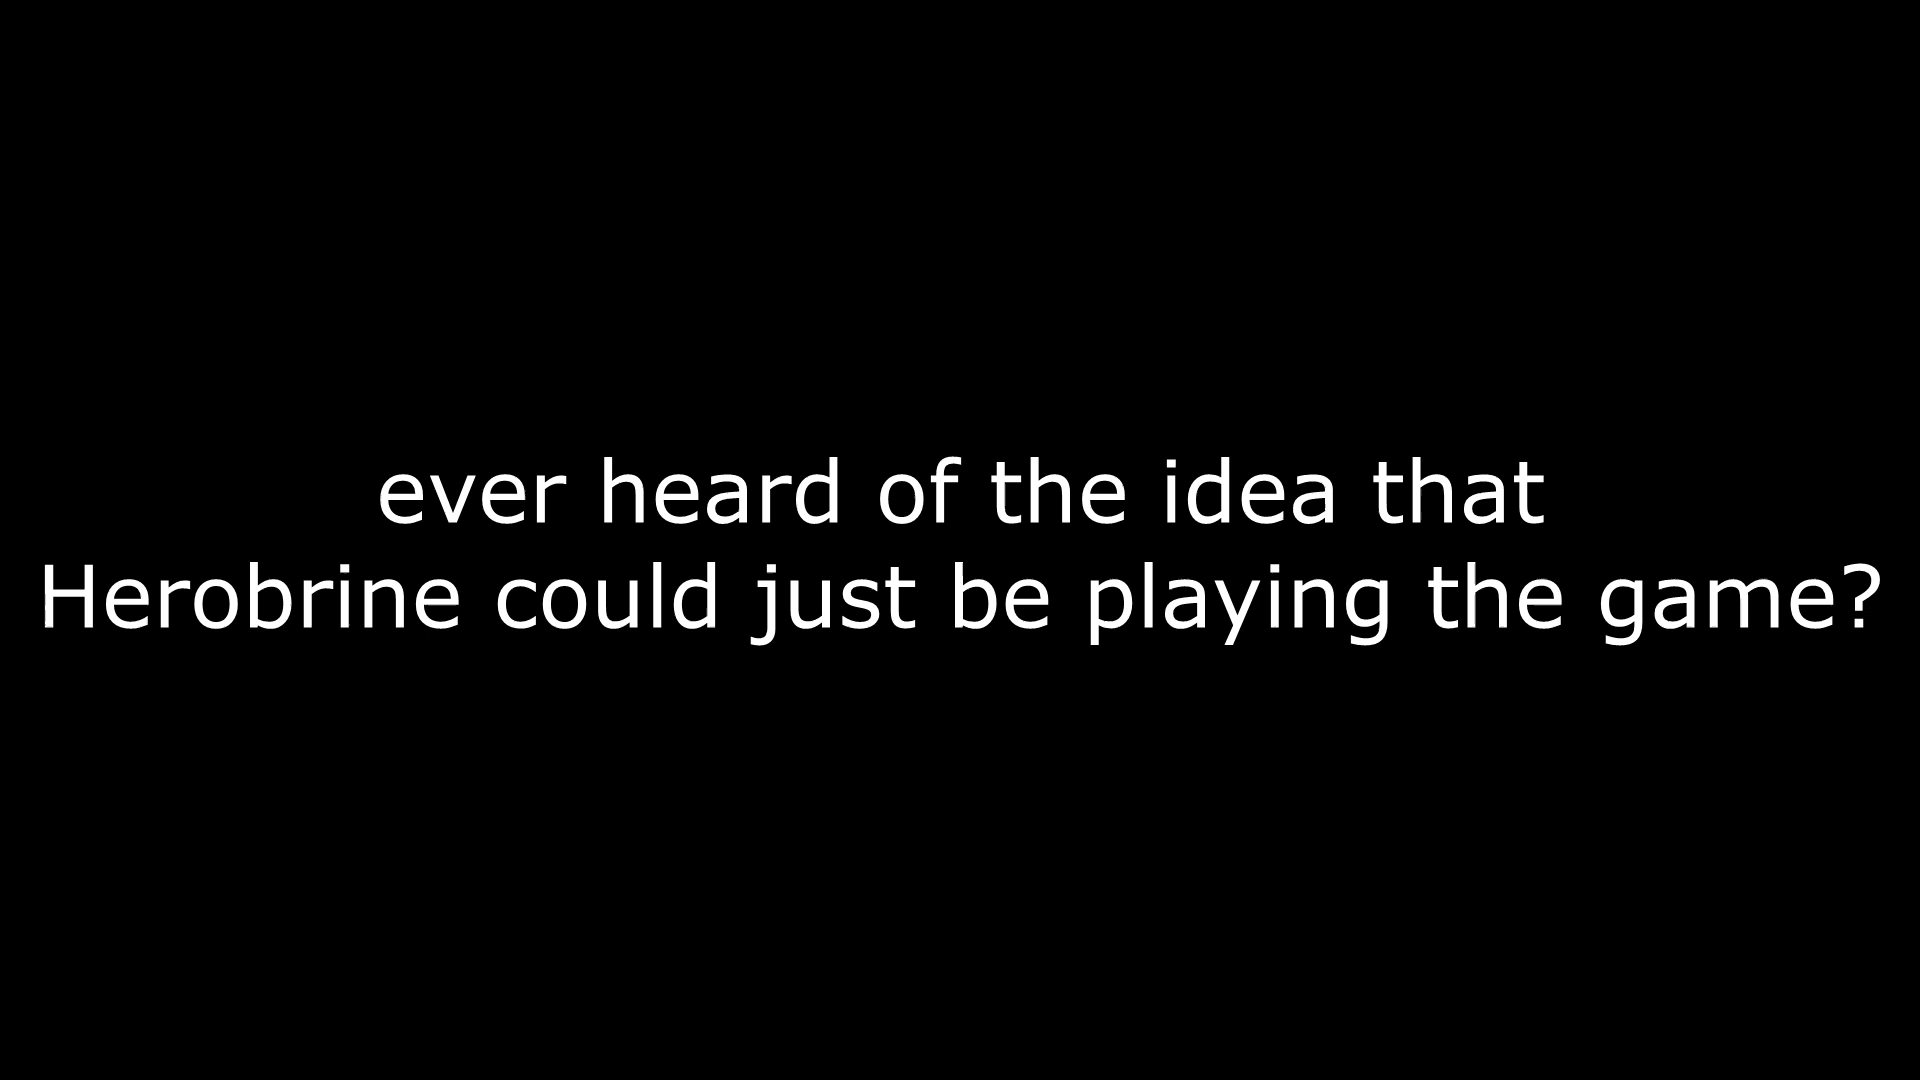 ever heard of the idea that
Herobrine could just be playing the game?